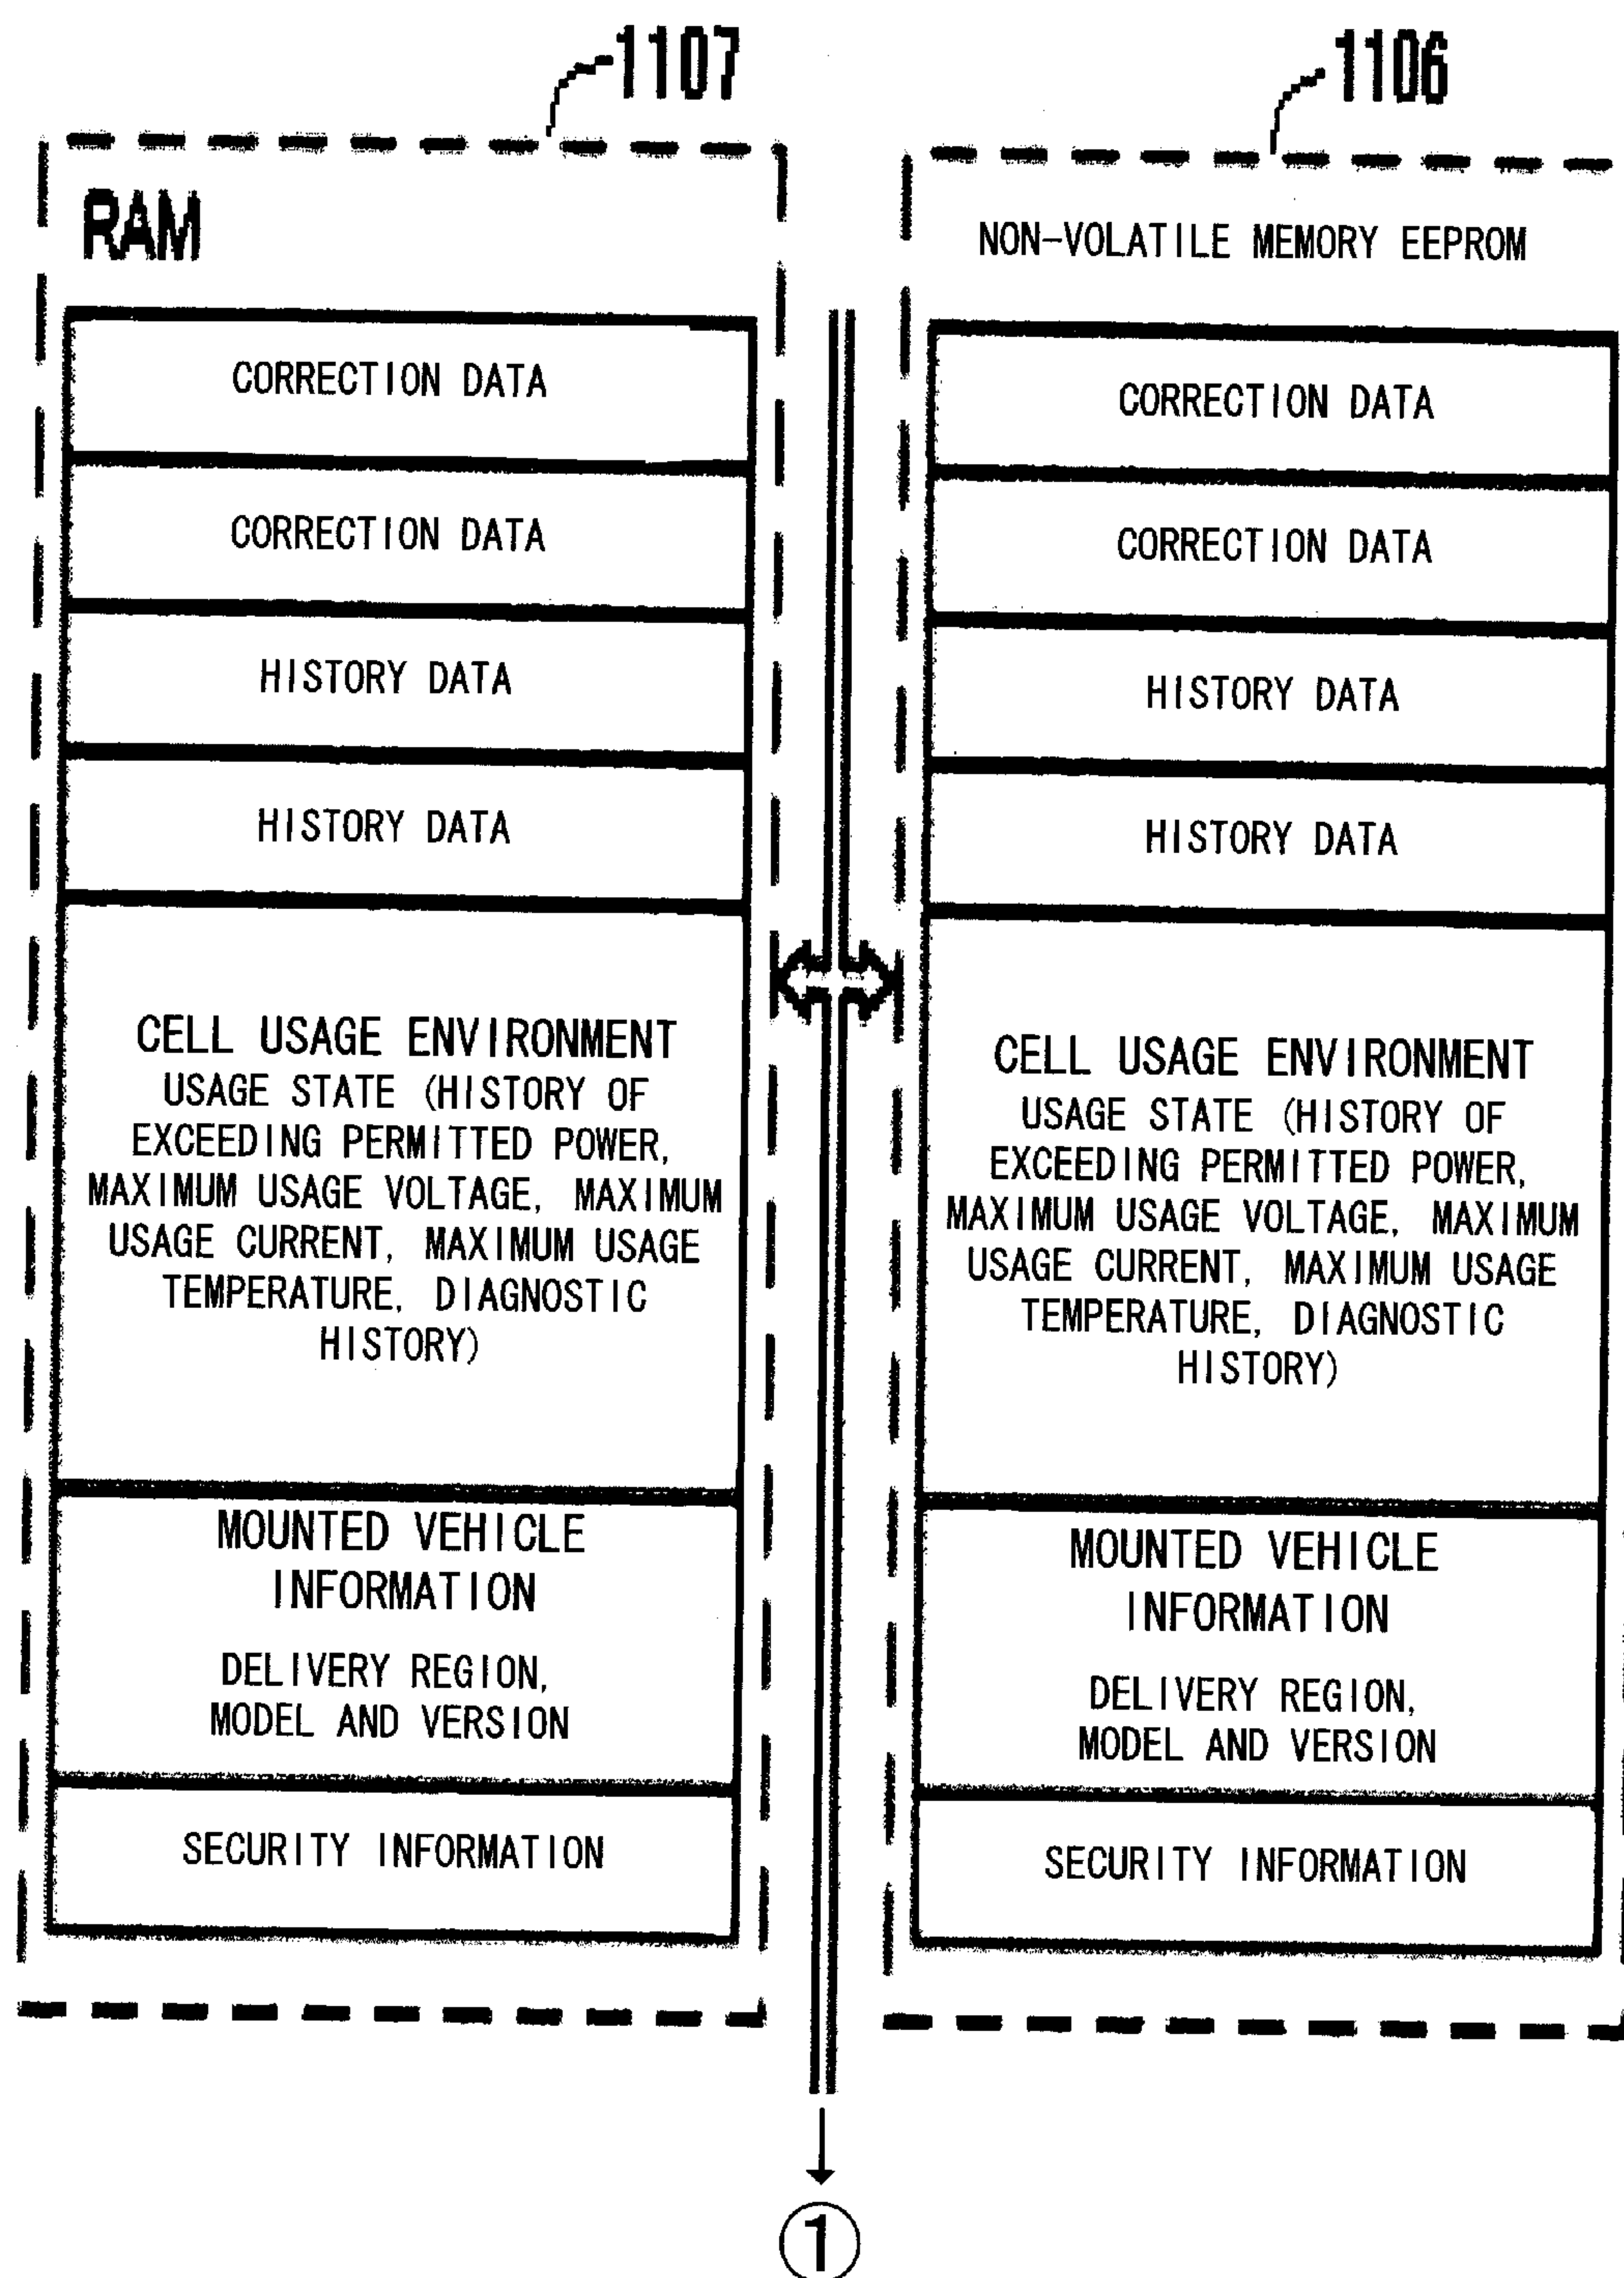 1107
RAM
CORRECTION DATA
CORRECTION DATA
HISTORY DATA
HISTORY DATA
CELL USAGE ENVIRONMENT
USAGE STATE (HISTORY OF
EXCEEDING PERMITTED POWER,
MAXIMUM USAGE VOLTAGE, MAXIMUM
USAGE CURRENT, MAXIMUM USAGE
TEMPERATURE, DIAGNOSTIC
HISTORY)
MOUNTED VEHICLE
INFORMATION
DELIVERY REGION,
MODEL AND VERSION
SECURITY INFORMATION
1106
NON-VOLATILE MEMORY EEPROM
CORRECTION DATA
CORRECTION DATA
HISTORY DATA
HISTORY DATA
CELL USAGE ENVIRONMENT
USAGE STATE (HISTORY OF
EXCEEDING PERMITTED POWER,
MAXIMUM USAGE VOLTAGE, MAXIMUM
USAGE CURRENT, MAXIMUM USAGE
TEMPERATURE, DIAGNOSTIC
HISTORY)
MOUNTED VEHICLE
INFORMATION
DELIVERY REGION,
MODEL AND VERSION
SECURITY INFORMATION
①